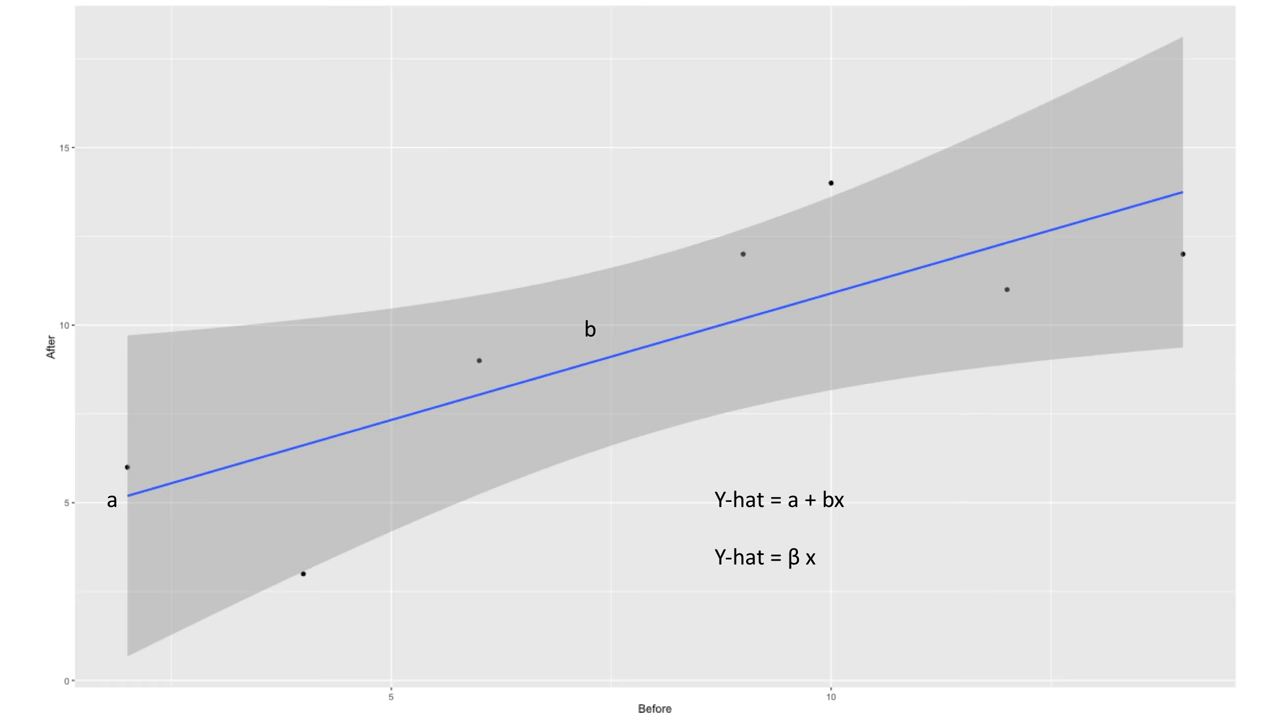 15
After
10
b
a
5
Y-hat = a + bx
Y-hat = β x
0
5
10
Before